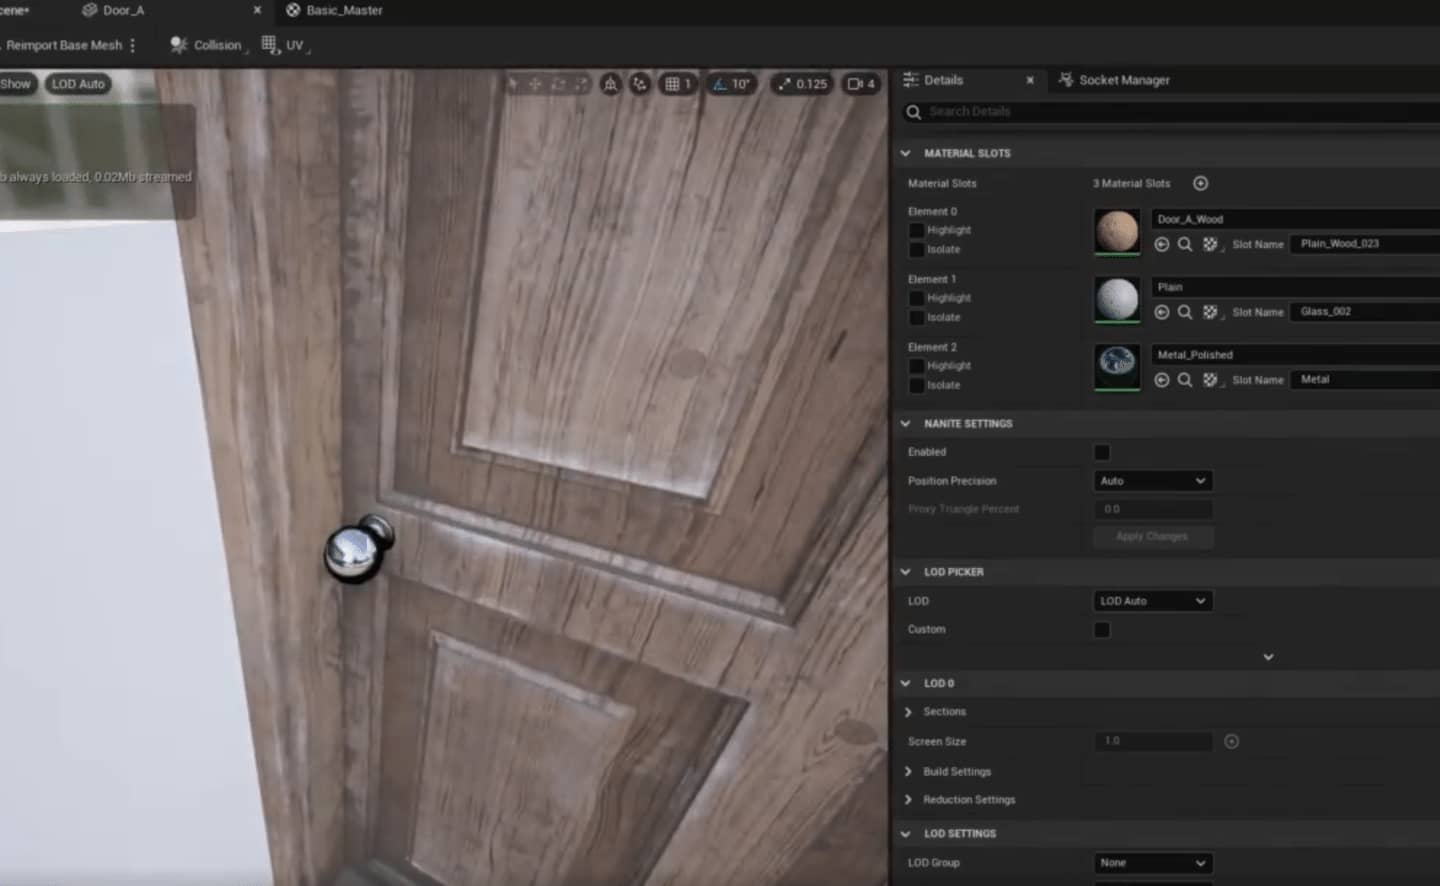 cene*
Door_A
Basic_Master
Reimport Base Mesh
Collision
UV
Show
LOD Auto
1
10°
0.125
4
b always loaded, 0.02Mb streamed
Details
Socket Manager
Search Details
MATERIAL SLOTS
Material Slots
3 Material Slots
Element 0
Highlight
Isolate
Door_A_Wood
Slot Name
Plain_Wood_023
Element 1
Highlight
Isolate
Plain
Slot Name
Glass_002
Element 2
Highlight
Isolate
Metal_Polished
Slot Name
Metal
NANITE SETTINGS
Enabled
Position Precision
Auto
Proxy Triangle Percent
0.0
Apply Changes
LOD PICKER
LOD
LOD Auto
Custom
LOD 0
Sections
Screen Size
1.0
Build Settings
Reduction Settings
LOD SETTINGS
LOD Group
None